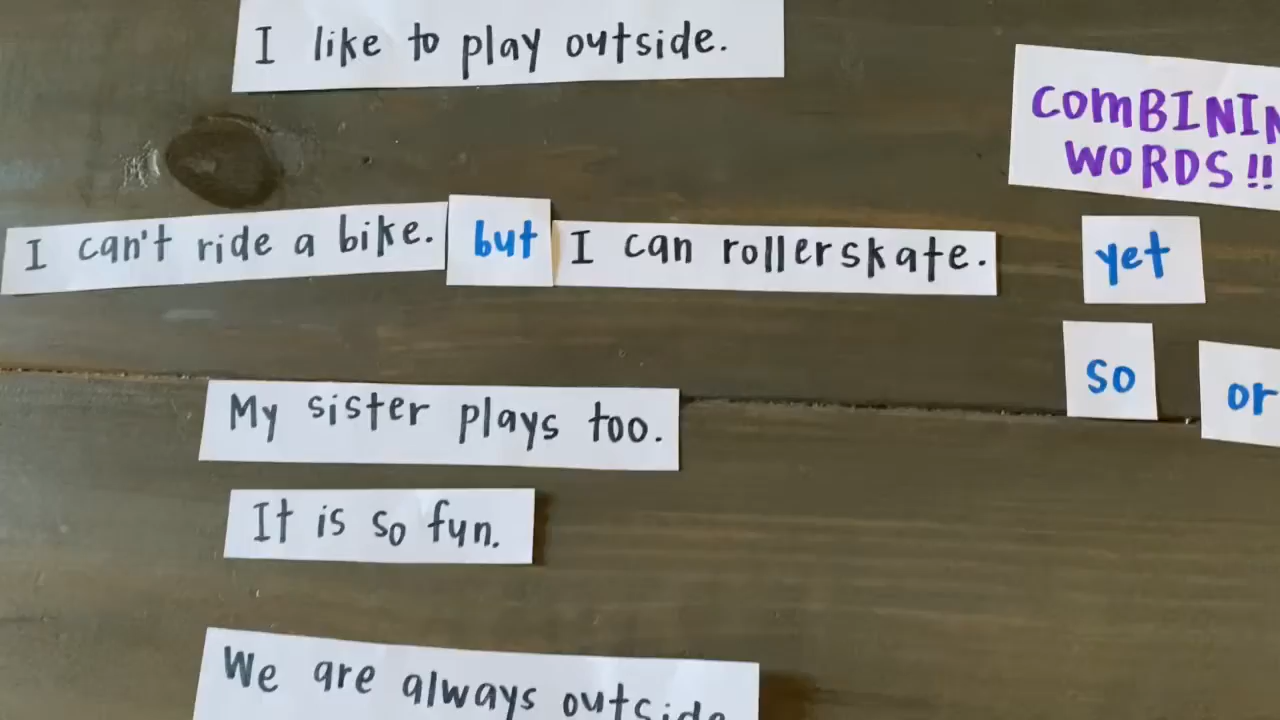 I like to play outside.
COMBININ
WORDS!!
I can't ride a bike. but I can rollerskate.
yet
so or
My sister plays too.
It is so fun.
We are always outside